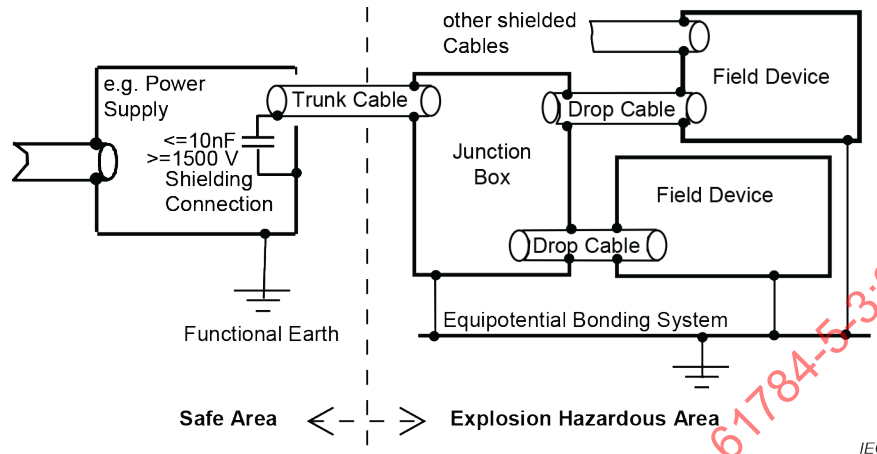 other shielded
Cables
e.g. Power
Supply
Field Device
Trunk Cable
Drop Cable
<=10nF
>=1500 V
Shielding
Connection
Junction
Box
Field Device
Drop Cable
Functional Earth
Equipotential Bonding System
Safe Area
Explosion Hazardous Area
61784-5-3:
IEC